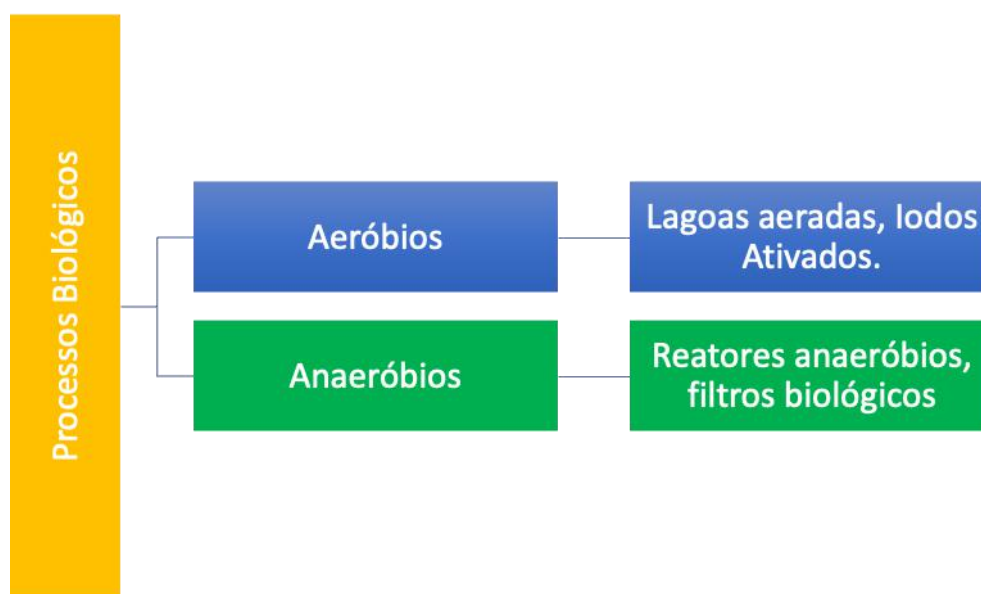 Processos Biológicos
Aeróbios
Lagoas aeradas, lodos
Ativados.
Anaeróbios
Reatores anaeróbios,
filtros biológicos